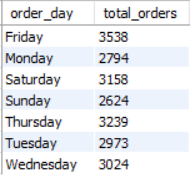 order_day total_orders
Friday 3538
Monday 2794
Saturday 3158
Sunday 2624
Thursday 3239
Tuesday 2973
Wednesday 3024